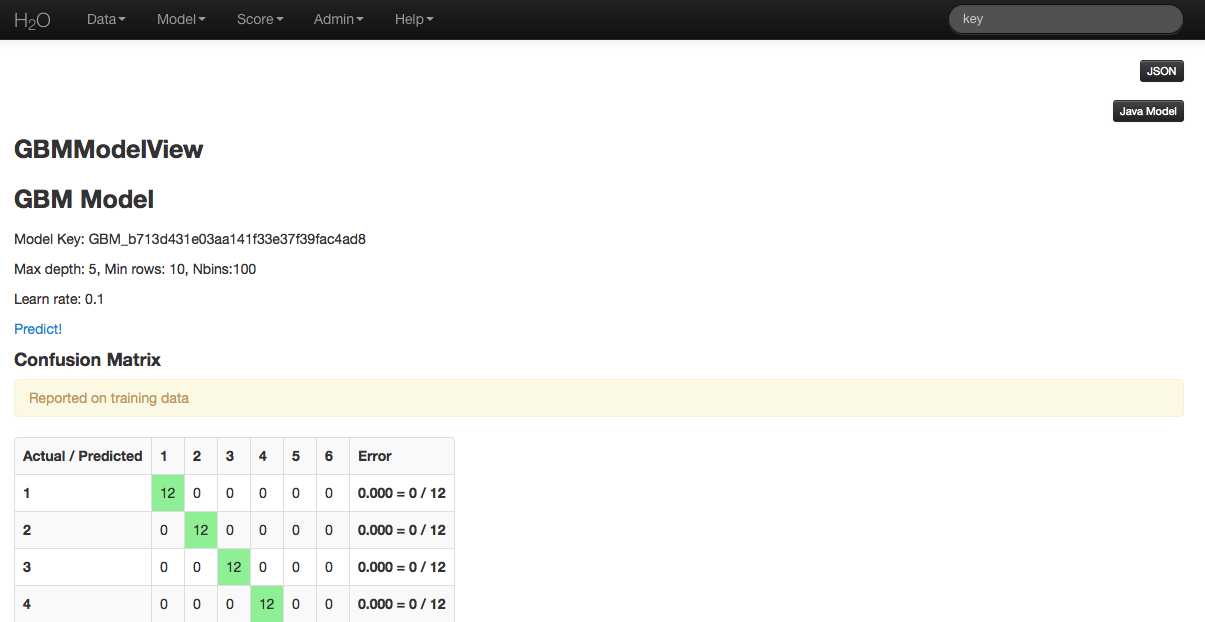 H2O Data Model Score Admin Help key
JSON
Java Model
GBMModelView
GBM Model
Model Key: GBM_b713d431e03aa141f33e37f39fac4ad8
Max depth: 5, Min rows: 10, Nbins:100
Learn rate: 0.1
Predict!
Confusion Matrix
Reported on training data
Actual / Predicted 1 2 3 4 5 6 Error
1 12 0 0 0 0 0 0.000 = 0 / 12
2 0 12 0 0 0 0 0.000 = 0 / 12
3 0 0 12 0 0 0 0.000 = 0 / 12
4 0 0 0 12 0 0 0.000 = 0 / 12